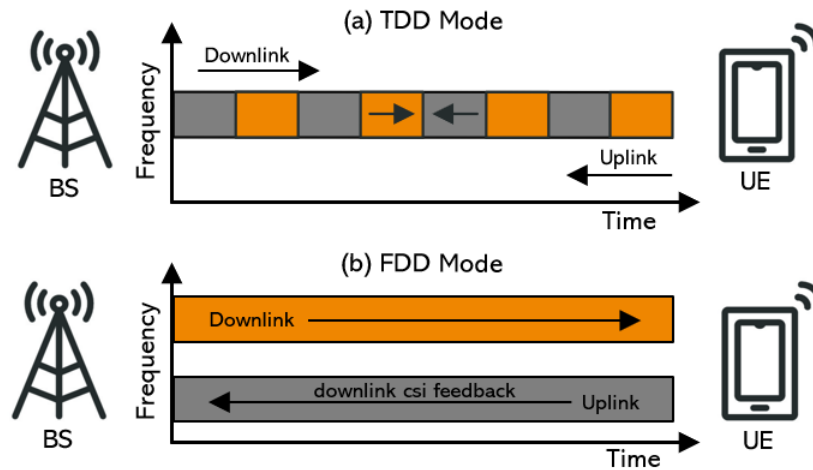 (a) TDD Mode
Downlink
Frequency
BS
Uplink
UE
Time
(b) FDD Mode
Downlink
Frequency
downlink csi feedback
Uplink
BS
UE
Time